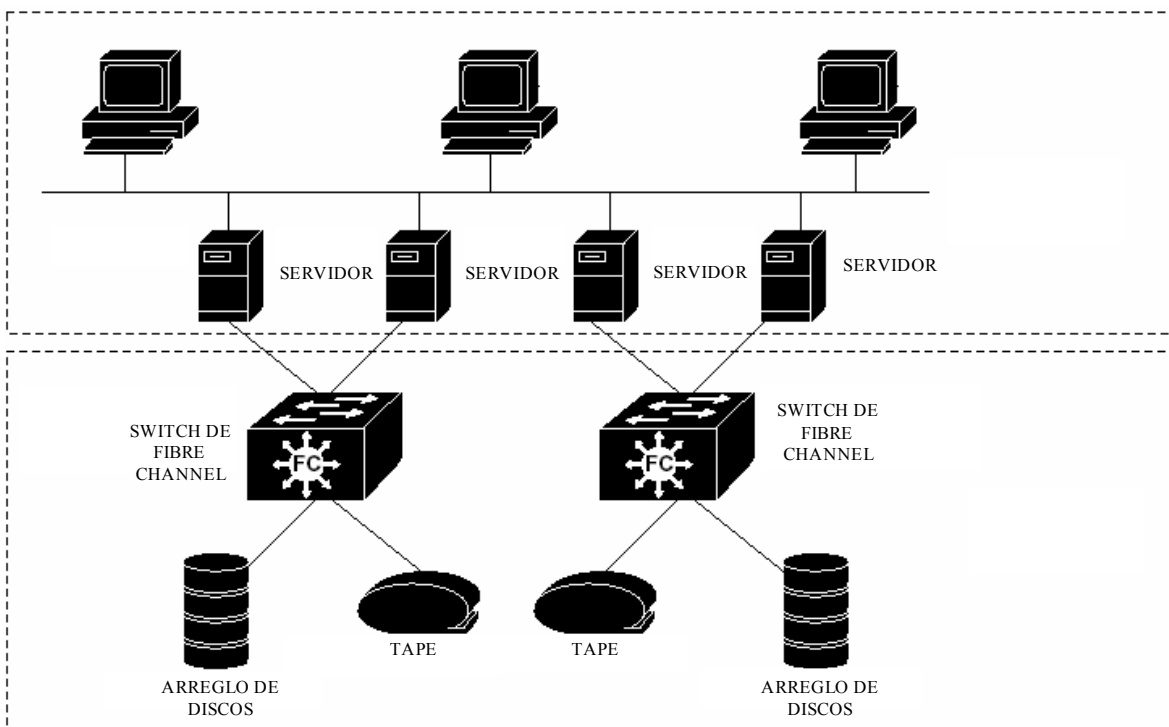 SERVIDOR
SERVIDOR
SERVIDOR
SERVIDOR
SWITCH DE
FIBRE
CHANNEL
FC
FC
SWITCH DE
FIBRE
CHANNEL
TAPE
TAPE
ARREGLO DE
DISCOS
ARREGLO DE
DISCOS